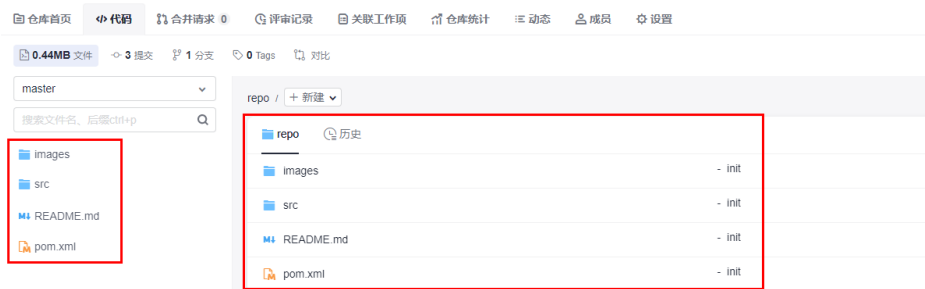 仓库首页 代码 合并请求 0 评审记录 关联工作项 仓库统计 动态 成员 设置
0.44MB 文件 3 提交 1 分支 0 Tags 对比
master
搜索文件名，后缀ctrl+p
images
src
README.md
pom.xml
repo / + 新建
repo 历史
images - init
src - init
README.md - init
pom.xml - init